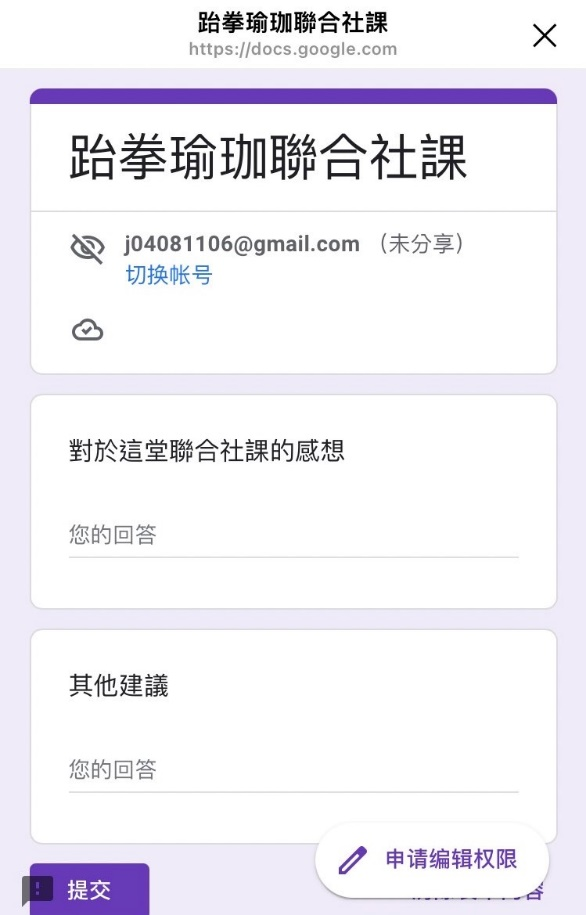 跆拳瑜珈聯合社課
https://docs.google.com
跆拳瑜珈聯合社課
j04081106@gmail.com （未分享）
切换帐号
對於這堂聯合社課的感想
您的回答
其他建議
您的回答
申请编辑权限
提交